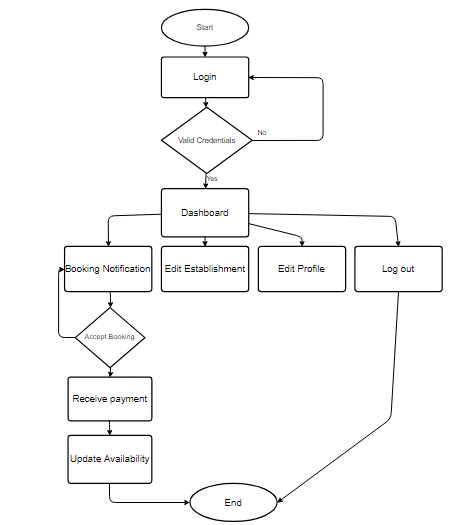 Start
Login
Valid Credentials
No
Yes
Dashboard
Booking Notification
Edit Establishment
Edit Profile
Log out
Accept Booking
Receive payment
Update Availability
End